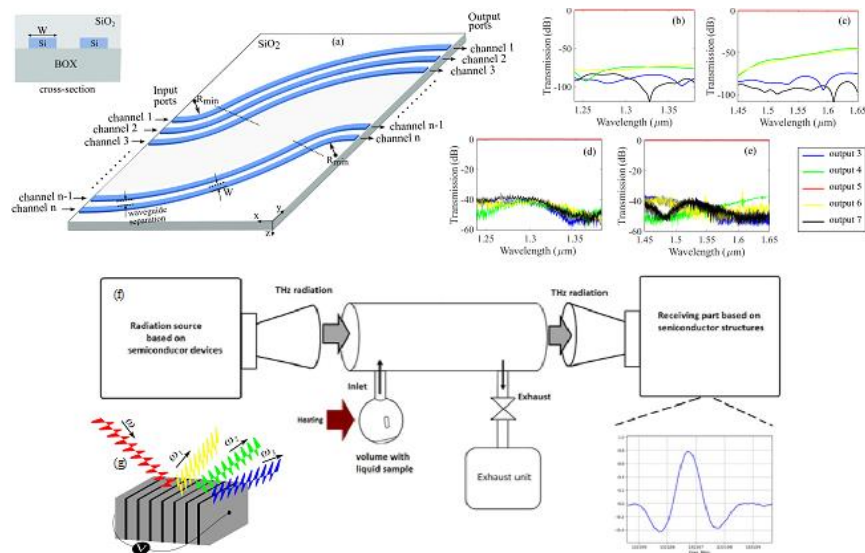 W
SiO₂
Si
Si
BOX
cross-section
SiO₂
(a)
Output ports
channel 1
channel 2
channel 3
Input ports
Rmin
channel 1
channel 2
channel 3
channel n-1
channel n
Rmin
channel n-1
channel n
W
waveguide separation
x
y
z
(b)
Transmission (dB)
0
-50
-100
1.25
1.3
1.35
Wavelength (µm)
(c)
Transmission (dB)
0
-50
-100
1.45
1.5
1.55
1.6
1.65
Wavelength (µm)
(d)
Transmission (dB)
0
-20
-40
-60
1.25
1.3
1.35
Wavelength (µm)
(e)
Transmission (dB)
0
-20
-40
-60
1.45
1.5
1.55
1.6
1.65
Wavelength (µm)
output 3
output 4
output 5
output 6
output 7
(f)
Radiation source based on semiconducor devices
THz radiation
THz radiation
Receiving part based on semiconductor structures
Inlet
Heating
volume with liquid sample
Exhaust
Exhaust unit
(g)
ω
ω₁
ω₂
ω₃
V